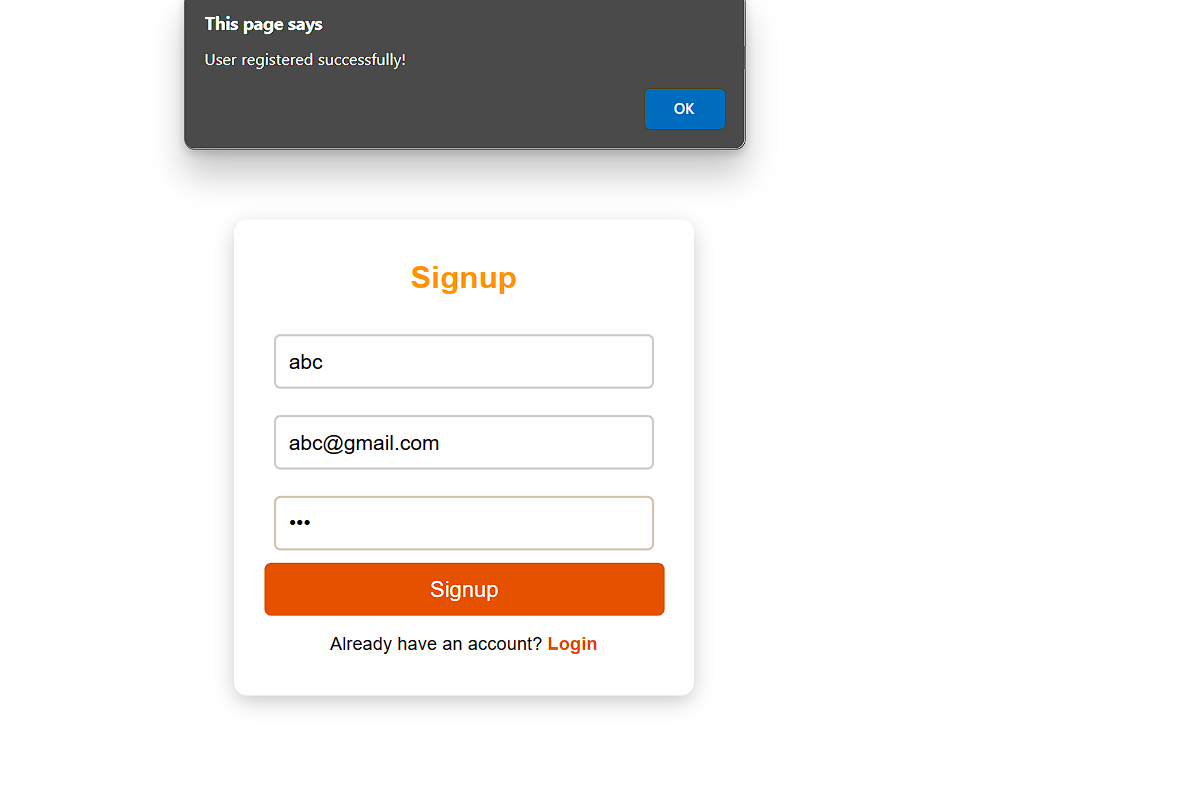 This page says
User registered successfully!
OK
Signup
abc
abc@gmail.com
•••
Signup
Already have an account? Login